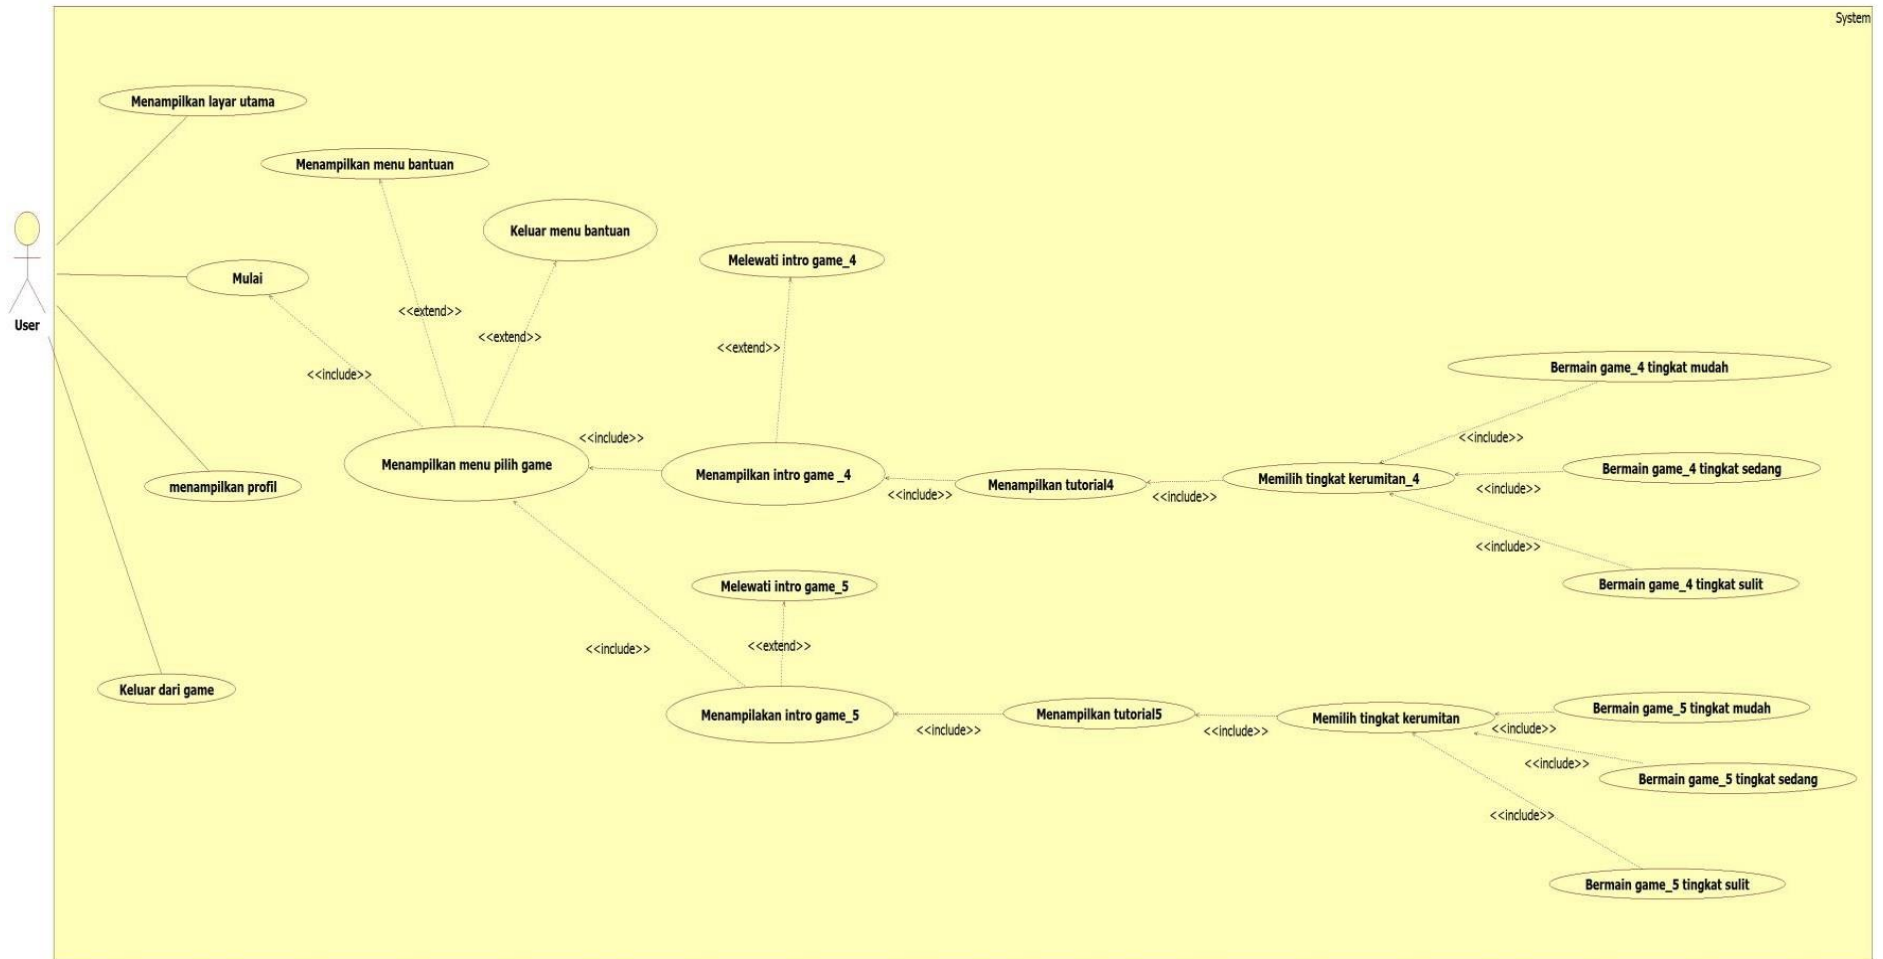 System
Menampilkan layar utama
Menampilkan menu bantuan
Keluar menu bantuan
Melewati intro game_4
Mulai
<<extend>>
User
<<extend>>
<<extend>>
<<include>>
Bermain game_4 tingkat mudah
<<include>>
<<include>>
Menampilkan menu pilih game
Menampilkan intro game _4
Menampilkan tutorial4
Memilih tingkat kerumitan_4
Bermain game_4 tingkat sedang
menampilkan profil
<<include>>
<<include>>
<<include>>
<<include>>
Bermain game_4 tingkat sulit
Melewati intro game_5
<<include>>
<<extend>>
Keluar dari game
Menampilakan intro game_5
Menampilkan tutorial5
Memilih tingkat kerumitan
Bermain game_5 tingkat mudah
<<include>>
<<include>>
<<include>>
<<include>>
Bermain game_5 tingkat sedang
<<include>>
Bermain game_5 tingkat sulit